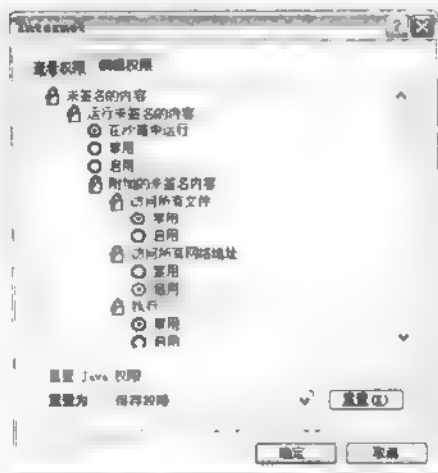 Internet
查看权限 编辑权限
未签名的内容
运行未签名的内容
在沙箱中运行
禁用
启用
附加的未签名内容
访问所有文件
禁用
启用
访问所有网络地址
禁用
启用
执行
禁用
启用
重置 Java 权限
重置为 保存权限 重置(E)
确定 取消